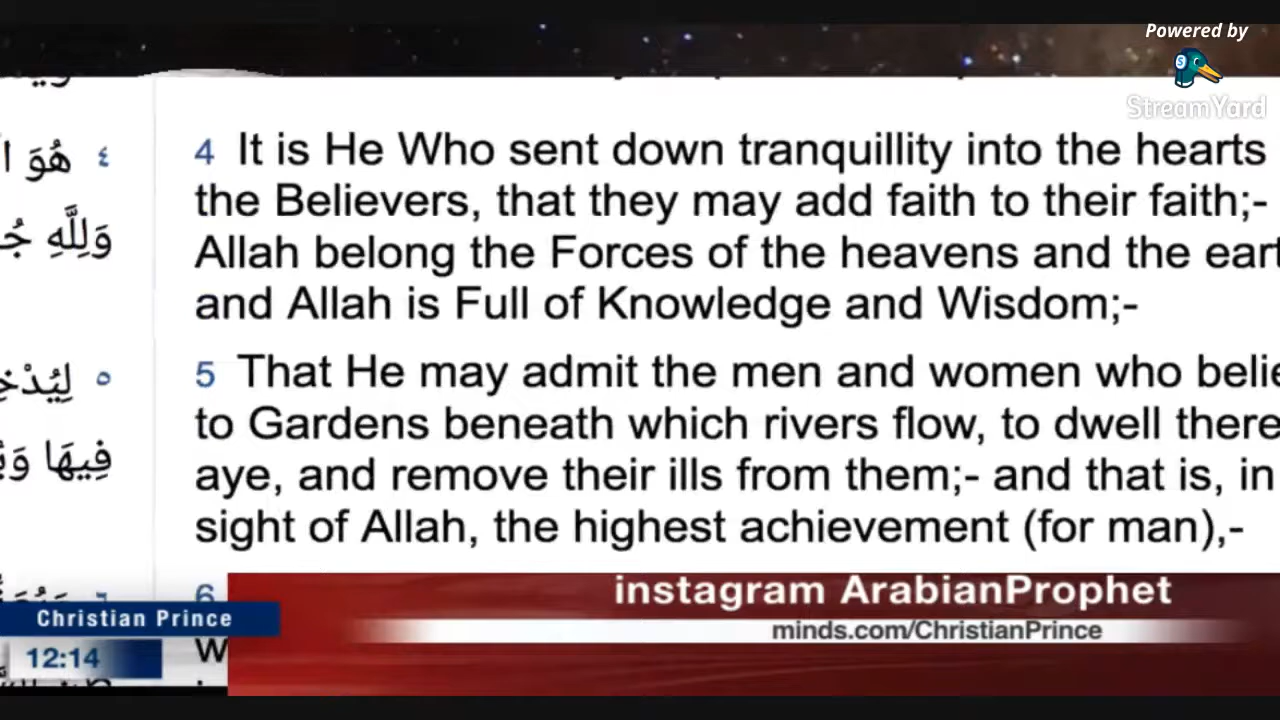 Powered by
StreamYard
4 It is He Who sent down tranquillity into the hearts
the Believers, that they may add faith to their faith;-
Allah belong the Forces of the heavens and the
and Allah is Full of Knowledge and Wisdom;-
5 That He may admit the men and women who
to Gardens beneath which rivers flow, to dwell there
aye, and remove their ills from them;- and that is, in
sight of Allah, the highest achievement (for man),-
6
٤ هُوَ
وَلِلَّهِ
٥
فِيهَا
instagram ArabianProphet
minds.com/ChristianPrince
Christian Prince
12:14